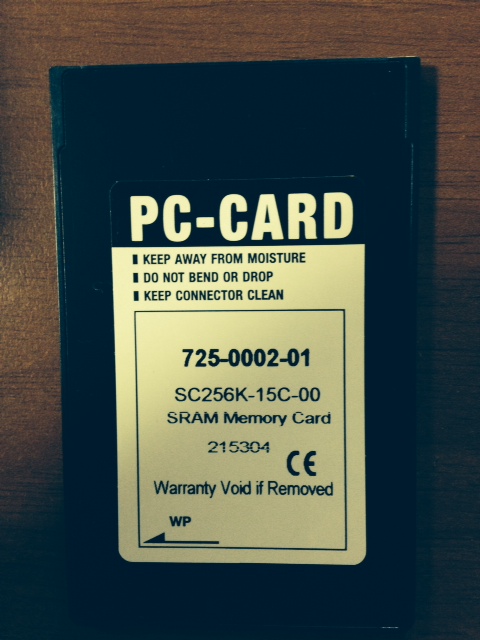 PC-CARD
KEEP AWAY FROM MOISTURE
DO NOT BEND OR DROP
KEEP CONNECTOR CLEAN
725-0002-01
SC256K-15C-00
SRAM Memory Card
215304
CE
Warranty Void if Removed
WP